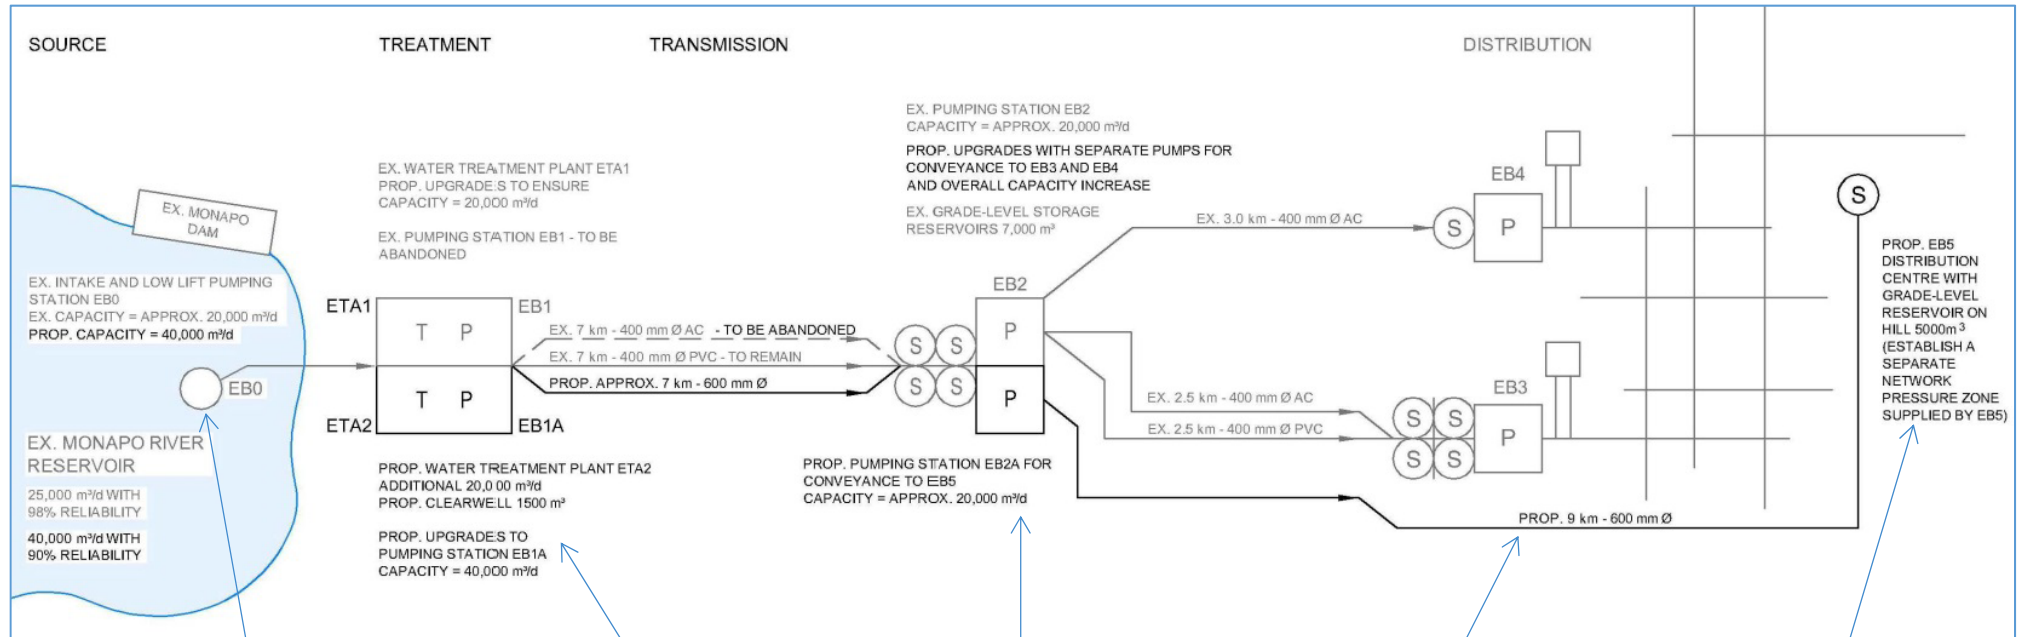 SOURCE
TREATMENT
TRANSMISSION
DISTRIBUTION
EX. MONAPO
DAM
EX. INTAKE AND LOW LIFT PUMPING
STATION EB0
EX. CAPACITY = APPROX. 20,000 m³/d
PROP. CAPACITY = 40,000 m³/d
EB0
EX. MONAPO RIVER
RESERVOIR
25,000 m³/d WITH
98% RELIABILITY
40,000 m³/d WITH
90% RELIABILITY
EX. WATER TREATMENT PLANT ETA1
PROP. UPGRADES TO ENSURE
CAPACITY = 20,000 m³/d
EX. PUMPING STATION EB1 - TO BE
ABANDONED
ETA1
EB1
T P
T P
ETA2
EB1A
PROP. WATER TREATMENT PLANT ETA2
ADDITIONAL 20,000 m³/d
PROP. CLEARWELL 1500 m³
PROP. UPGRADES TO
PUMPING STATION EB1A
CAPACITY = 40,000 m³/d
EX. 7 km - 400 mm Ø AC - TO BE ABANDONED
EX. 7 km - 400 mm Ø PVC - TO REMAIN
PROP. APPROX. 7 km - 600 mm Ø
EX. PUMPING STATION EB2
CAPACITY = APPROX. 20,000 m³/d
PROP. UPGRADES WITH SEPARATE PUMPS FOR
CONVEYANCE TO EB3 AND EB4
AND OVERALL CAPACITY INCREASE
EX. GRADE-LEVEL STORAGE
RESERVOIRS 7,000 m³
EB2
S S
S S
P
P
PROP. PUMPING STATION EB2A FOR
CONVEYANCE TO EB5
CAPACITY = APPROX. 20,000 m³/d
EX. 3.0 km - 400 mm Ø AC
EB4
S
P
EX. 2.5 km - 400 mm Ø AC
EX. 2.5 km - 400 mm Ø PVC
EB3
S S
S S
P
PROP. 9 km - 600 mm Ø
S
PROP. EB5
DISTRIBUTION
CENTRE WITH
GRADE-LEVEL
RESERVOIR ON
HILL 5000m³
(ESTABLISH A
SEPARATE
NETWORK
PRESSURE ZONE
SUPPLIED BY EB5)